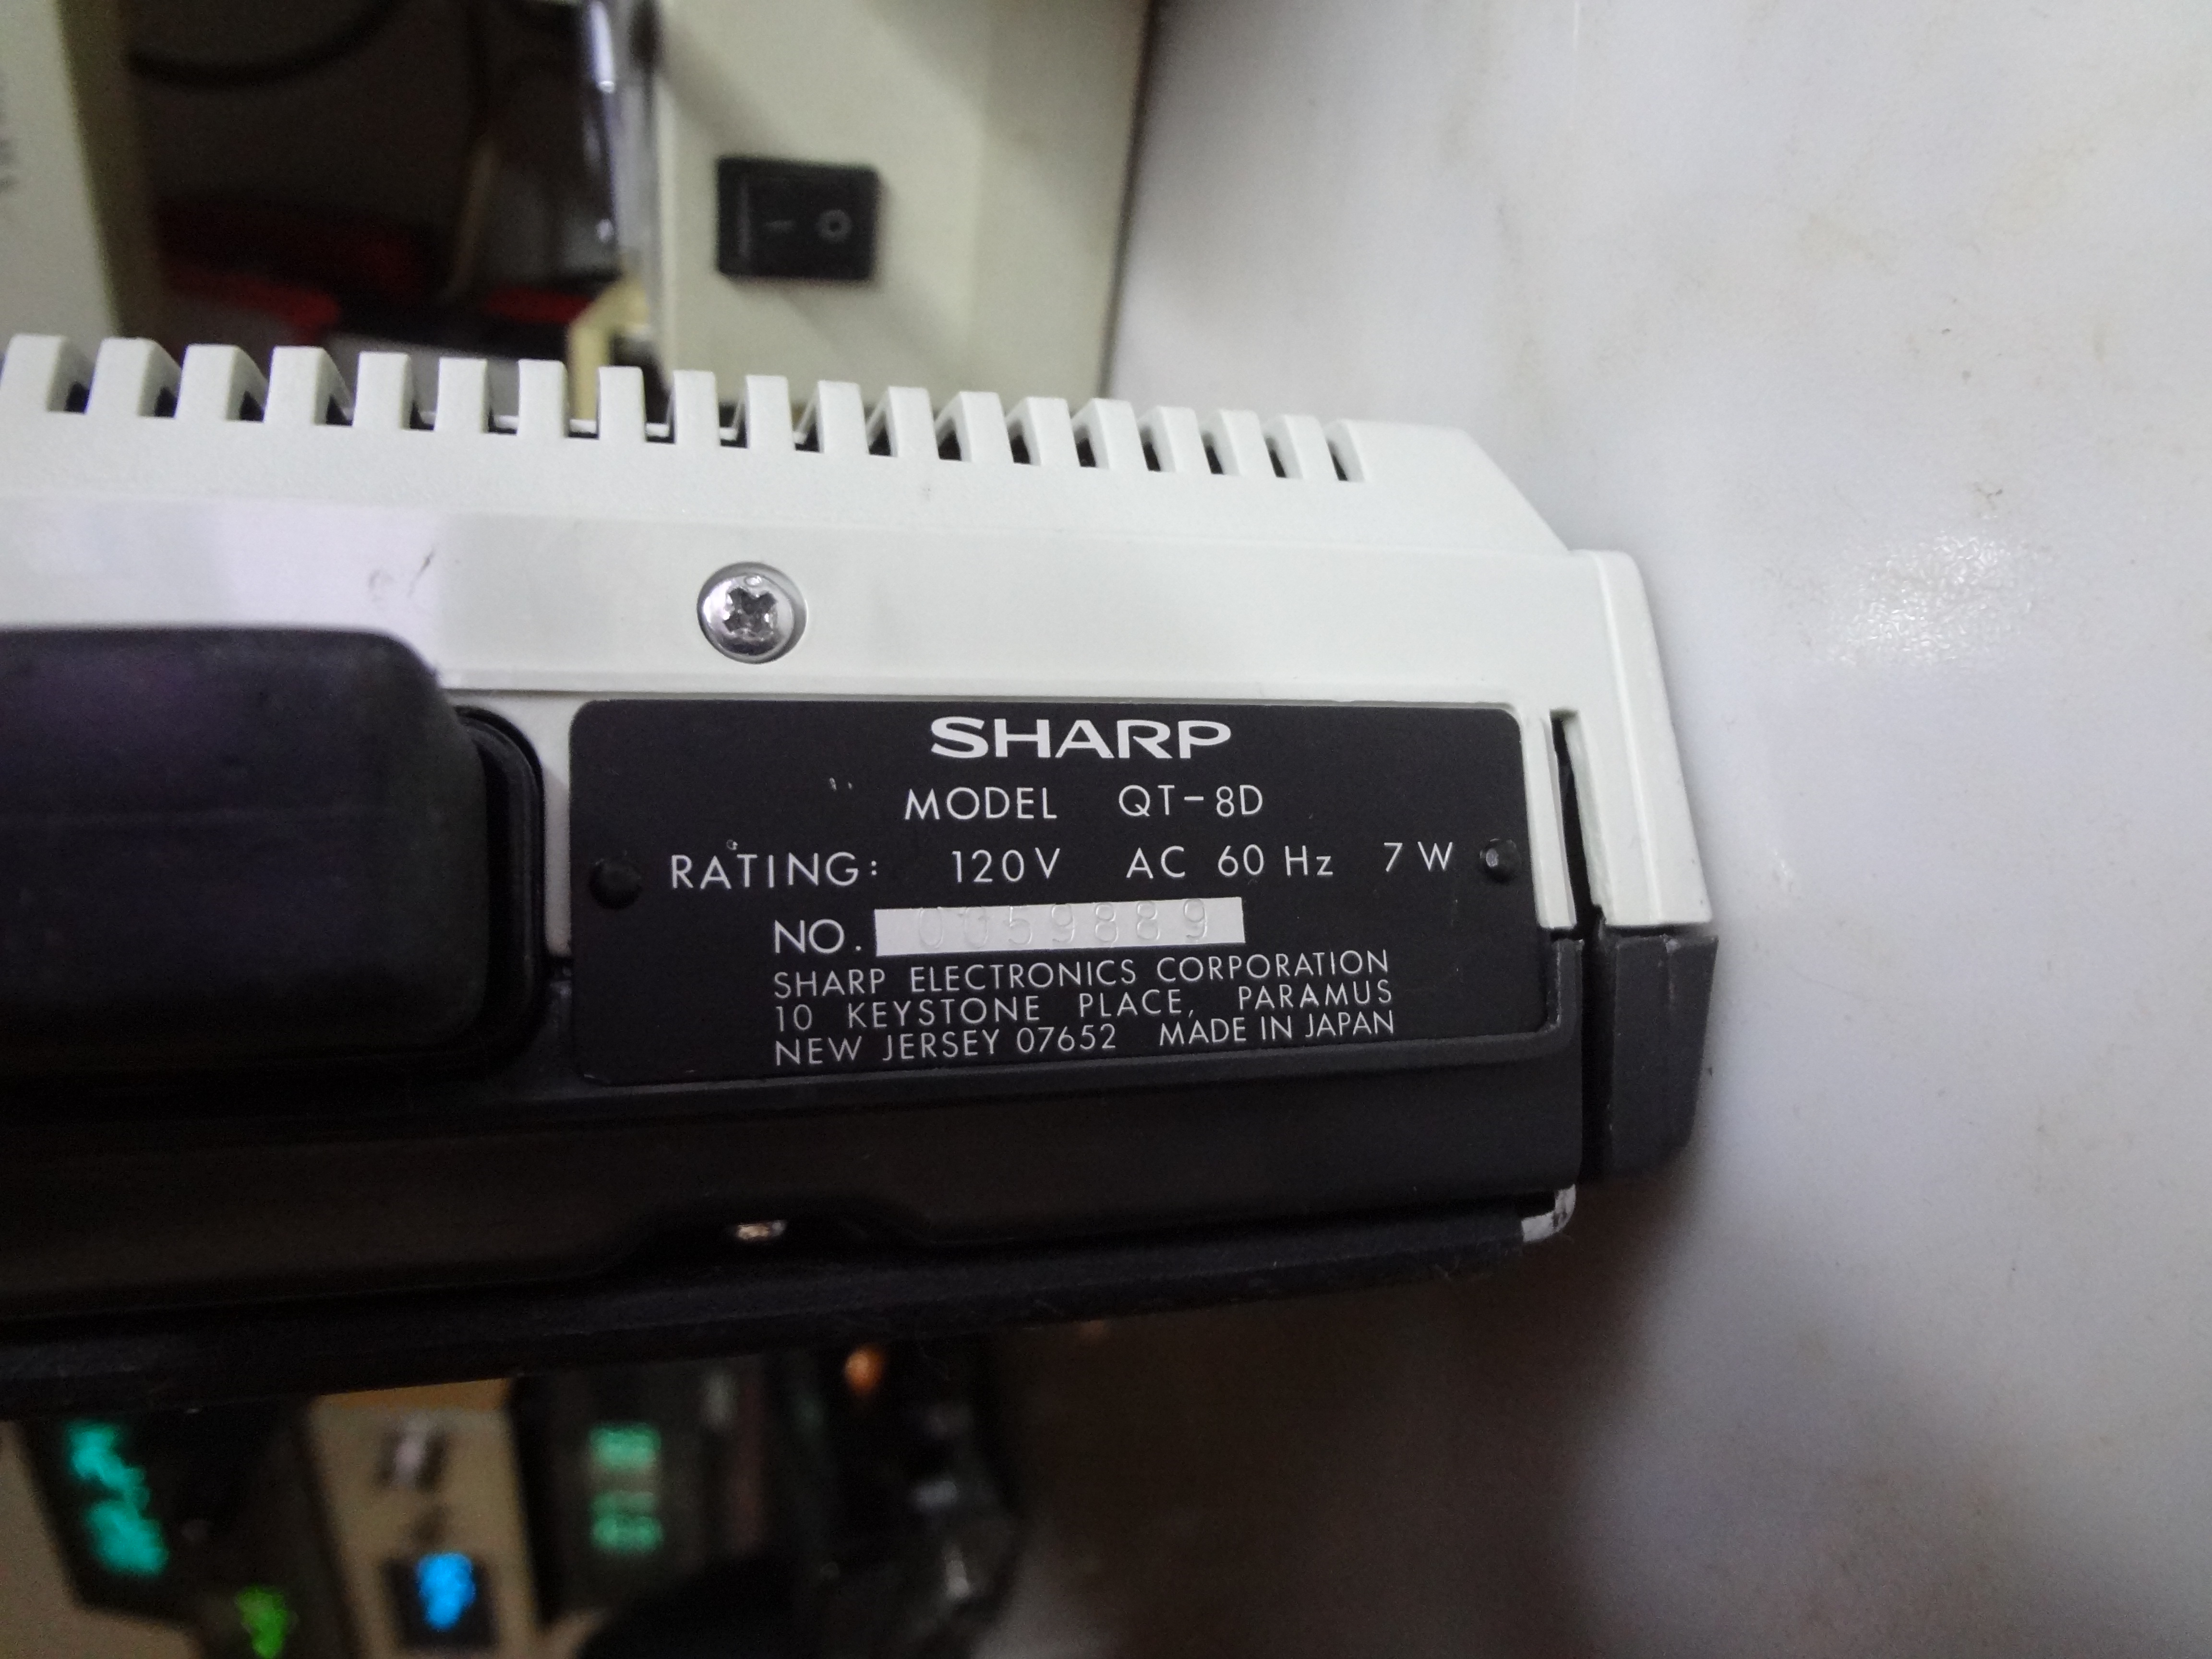 SHARP
MODEL QT-8D
RATING: 120V AC 60 Hz 7 W
NO. 0059889
SHARP ELECTRONICS CORPORATION
10 KEYSTONE PLACE, PARAMUS
NEW JERSEY 07652 MADE IN JAPAN